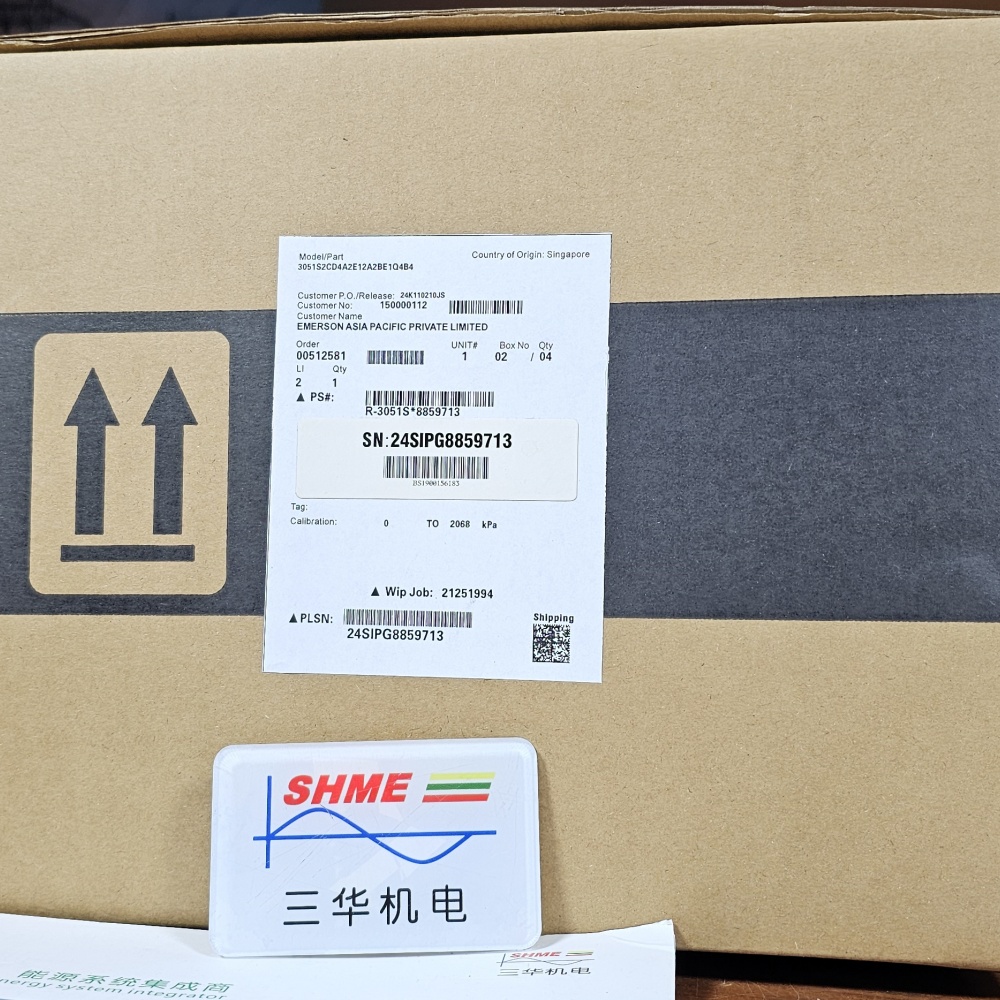 Model/Part
3051S2CD4A2E12A2BE1Q4B4
Country of Origin: Singapore
Customer P.O./Release: 24K110210JS
Customer No: 150000112
Customer Name
EMERSON ASIA PACIFIC PRIVATE LIMITED
Order UNIT# Box No Qty
00512581 1 02 / 04
LI Qty
2 1
▲ PS#:
R-3051S*8859713
SN:24SIPG8859713
BS1900156183
Tag:
Calibration: 0 TO 2068 kPa
▲ Wip Job: 21251994
▲ PLSN:
24SIPG8859713
Shipping
SHME
三华机电
SHME
三华机电
能源系统集成商
nergy system integrator